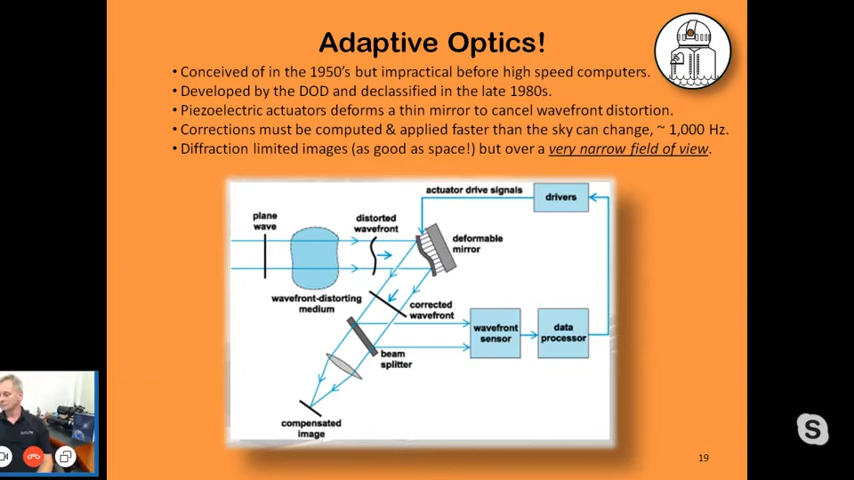 Adaptive Optics!
• Conceived of in the 1950's but impractical before high speed computers.
• Developed by the DOD and declassified in the late 1980s.
• Piezoelectric actuators deforms a thin mirror to cancel wavefront distortion.
• Corrections must be computed & applied faster than the sky can change, ~ 1,000 Hz.
• Diffraction limited images (as good as space!) but over a very narrow field of view.
actuator drive signals
drivers
plane
wave
distorted
wavefront
deformable
mirror
wavefront-distorting
medium
corrected
wavefront
wavefront
sensor
data
processor
beam
splitter
compensated
image
19